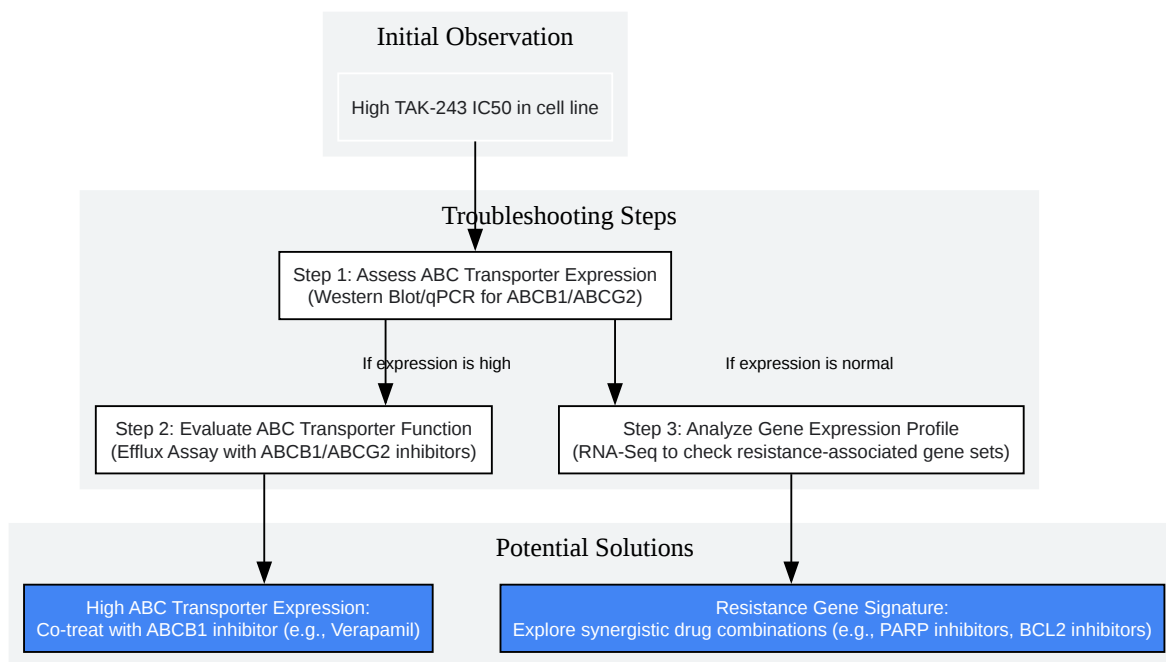 Initial Observation
High TAK-243 IC50 in cell line
Troubleshooting Steps
Step 1: Assess ABC Transporter Expression
(Western Blot/qPCR for ABCB1/ABCG2)
If expression is high
If expression is normal
Step 2: Evaluate ABC Transporter Function
(Efflux Assay with ABCB1/ABCG2 inhibitors)
Step 3: Analyze Gene Expression Profile
(RNA-Seq to check resistance-associated gene sets)
Potential Solutions
High ABC Transporter Expression:
Co-treat with ABCB1 inhibitor (e.g., Verapamil)
Resistance Gene Signature:
Explore synergistic drug combinations (e.g., PARP inhibitors, BCL2 inhibitors)